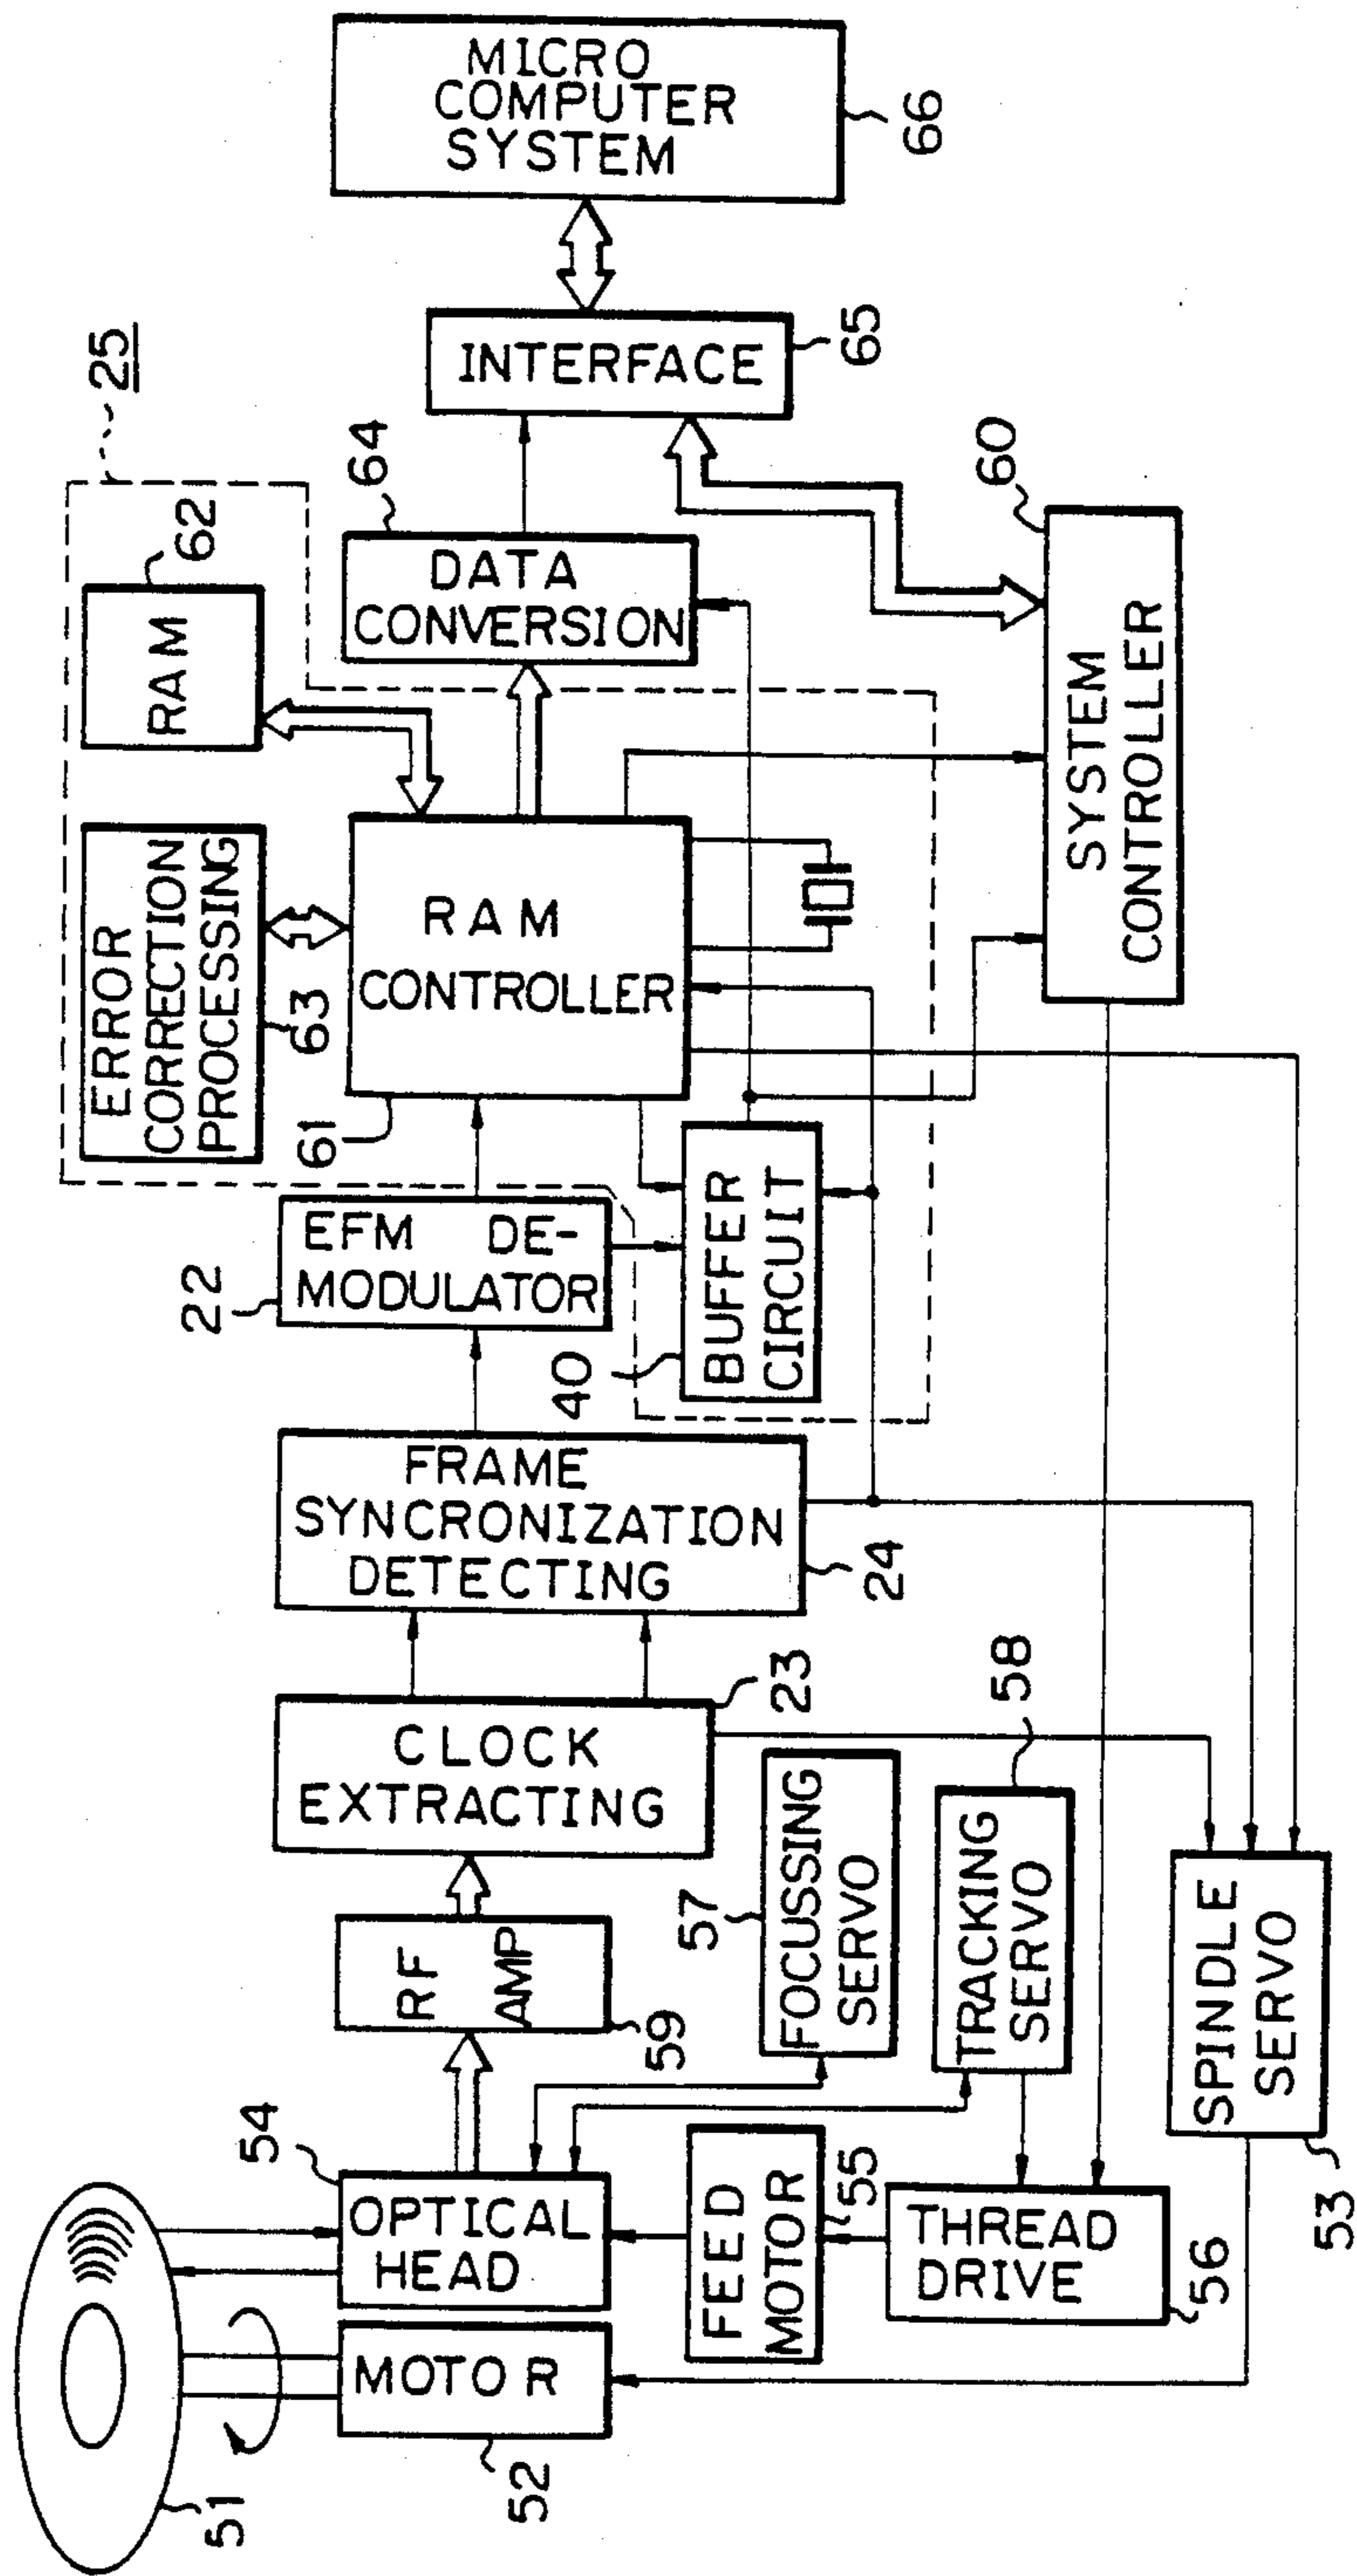 51
MOTOR
52
OPTICAL
HEAD
54
FEED
MOTOR
55
THREAD
DRIVE
56
SPINDLE
SERVO
53
RF
AMP
59
FOCUSSING
SERVO
57
TRACKING
SERVO
58
CLOCK
EXTRACTING
23
FRAME
SYNCRONIZATION
DETECTING
24
EFM DE-
MODULATOR
22
BUFFER
CIRCUIT
40
ERROR
CORRECTION
PROCESSING
63
RAM
CONTROLLER
61
RAM
62
25
DATA
CONVERSION
64
SYSTEM
CONTROLLER
60
INTERFACE
65
MICRO
COMPUTER
SYSTEM
66